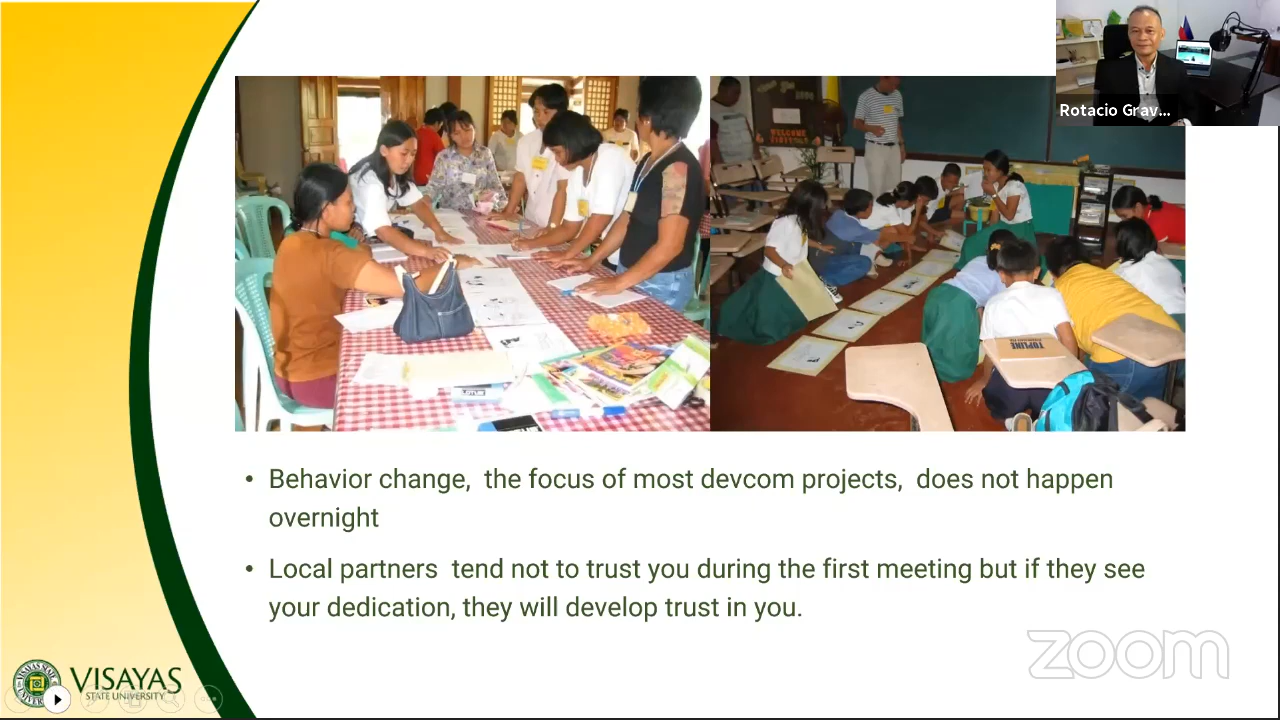 Rotacio Grav...
WELCOME
TOPLINE
LOTUS
• Behavior change,  the focus of most devcom projects,  does not happen
overnight
• Local partners  tend not to trust you during the first meeting but if they see
your dedication, they will develop trust in you.
zoom
VISAYAS
STATE UNIVERSITY